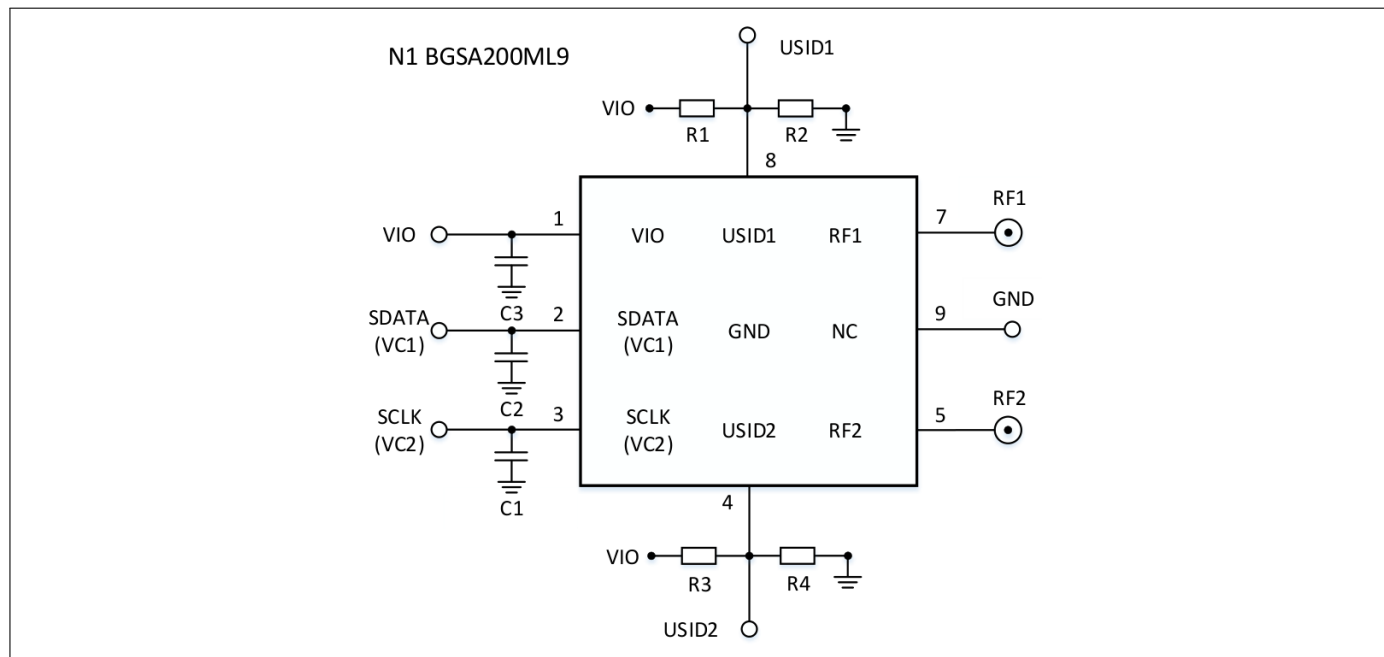 N1 BGSA200ML9
USID1
VIO
R1
R2
8
1
7
RF1
VIO
VIO
USID1
RF1
C3
GND
SDATA
(VC1)
2
SDATA
(VC1)
GND
NC
9
C2
RF2
SCLK
(VC2)
3
SCLK
(VC2)
USID2
RF2
5
C1
4
VIO
R3
R4
USID2